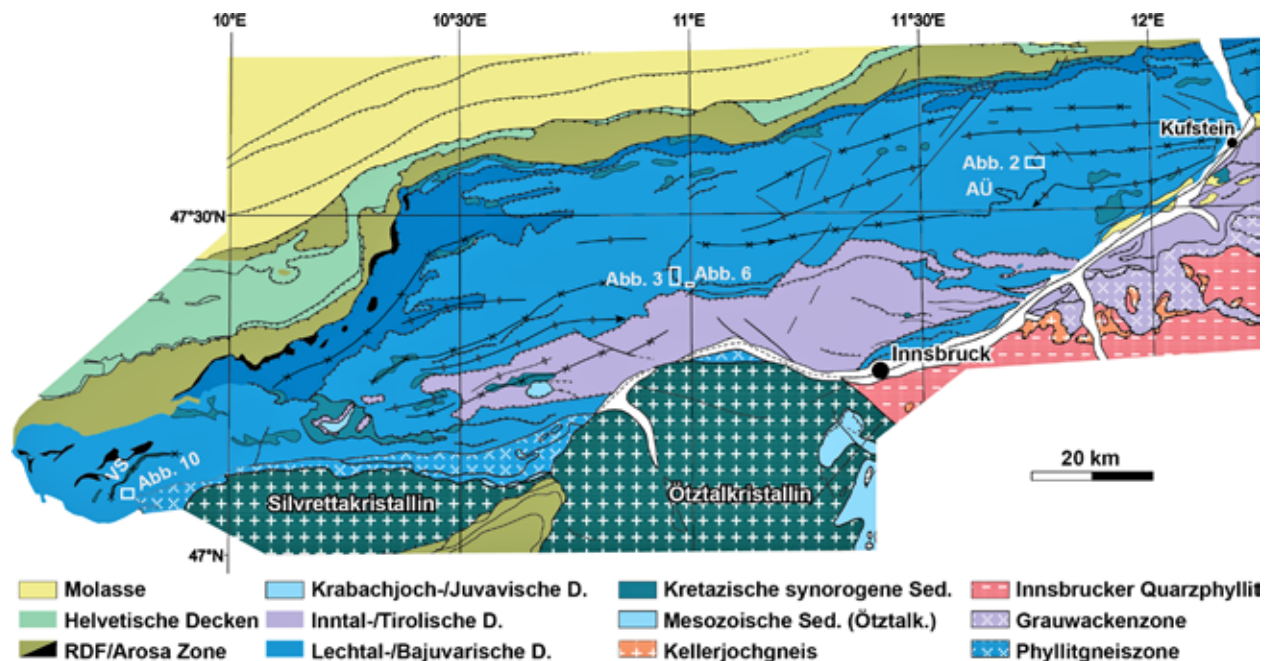 10°E 10°30'E 11°E 11°30'E 12°E
Kufstein
Abb. 2
AÜ
47°30'N
Abb. 3 Abb. 6
Innsbruck
VS
Abb. 10
20 km
Silvrettakristallin
Ötztalkristallin
47°N
Molasse
Helvetische Decken
RDF/Arosa Zone
Krabachjoch-/Juvavische D.
Inntal-/Tirolische D.
Lechtal-/Bajuvarische D.
Kretazische synorogene Sed.
Mesozoische Sed. (Ötztalk.)
Kellerjochgneis
Innsbrucker Quarzphyllit
Grauwackenzone
Phyllitgneiszone